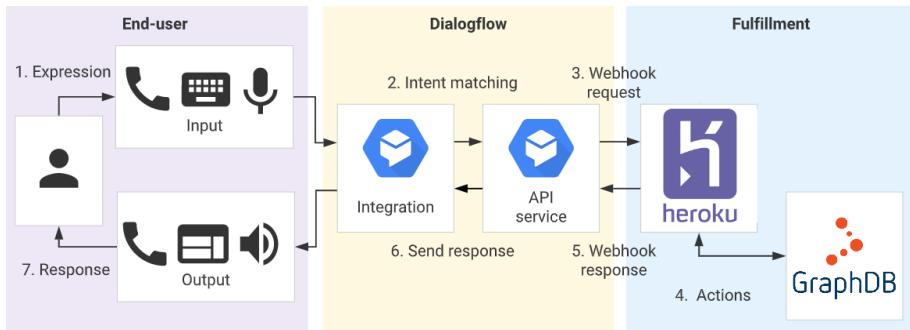 End-user
Dialogflow
Fulfillment
1. Expression
Input
2. Intent matching
3. Webhook
request
Integration
API
service
heroku
6. Send response
5. Webhook
response
7. Response
Output
4. Actions
GraphDB